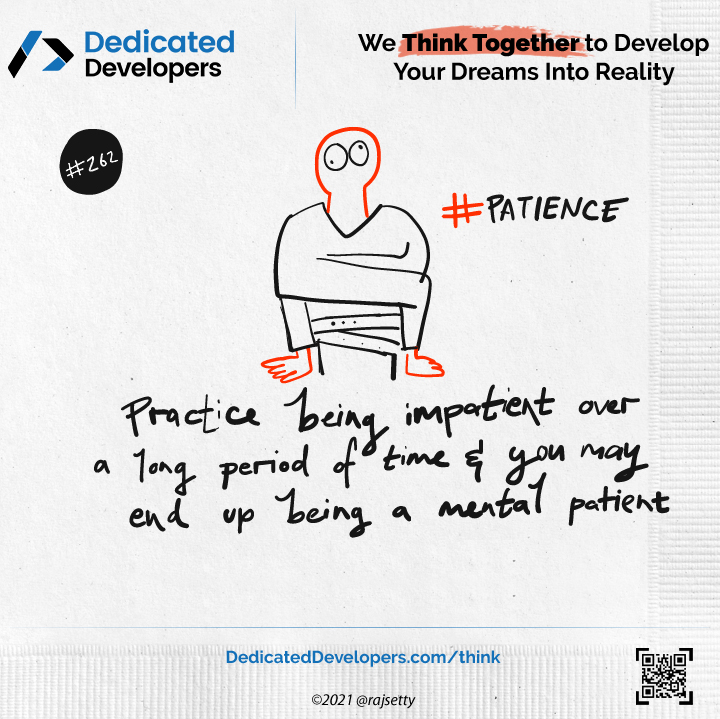 Dedicated
Developers
We Think Together to Develop
Your Dreams Into Reality
#262
#PATIENCE
Practice being impatient over
a long period of time & you may
end up being a mental patient
DedicatedDevelopers.com/think
©2021 @rajsetty